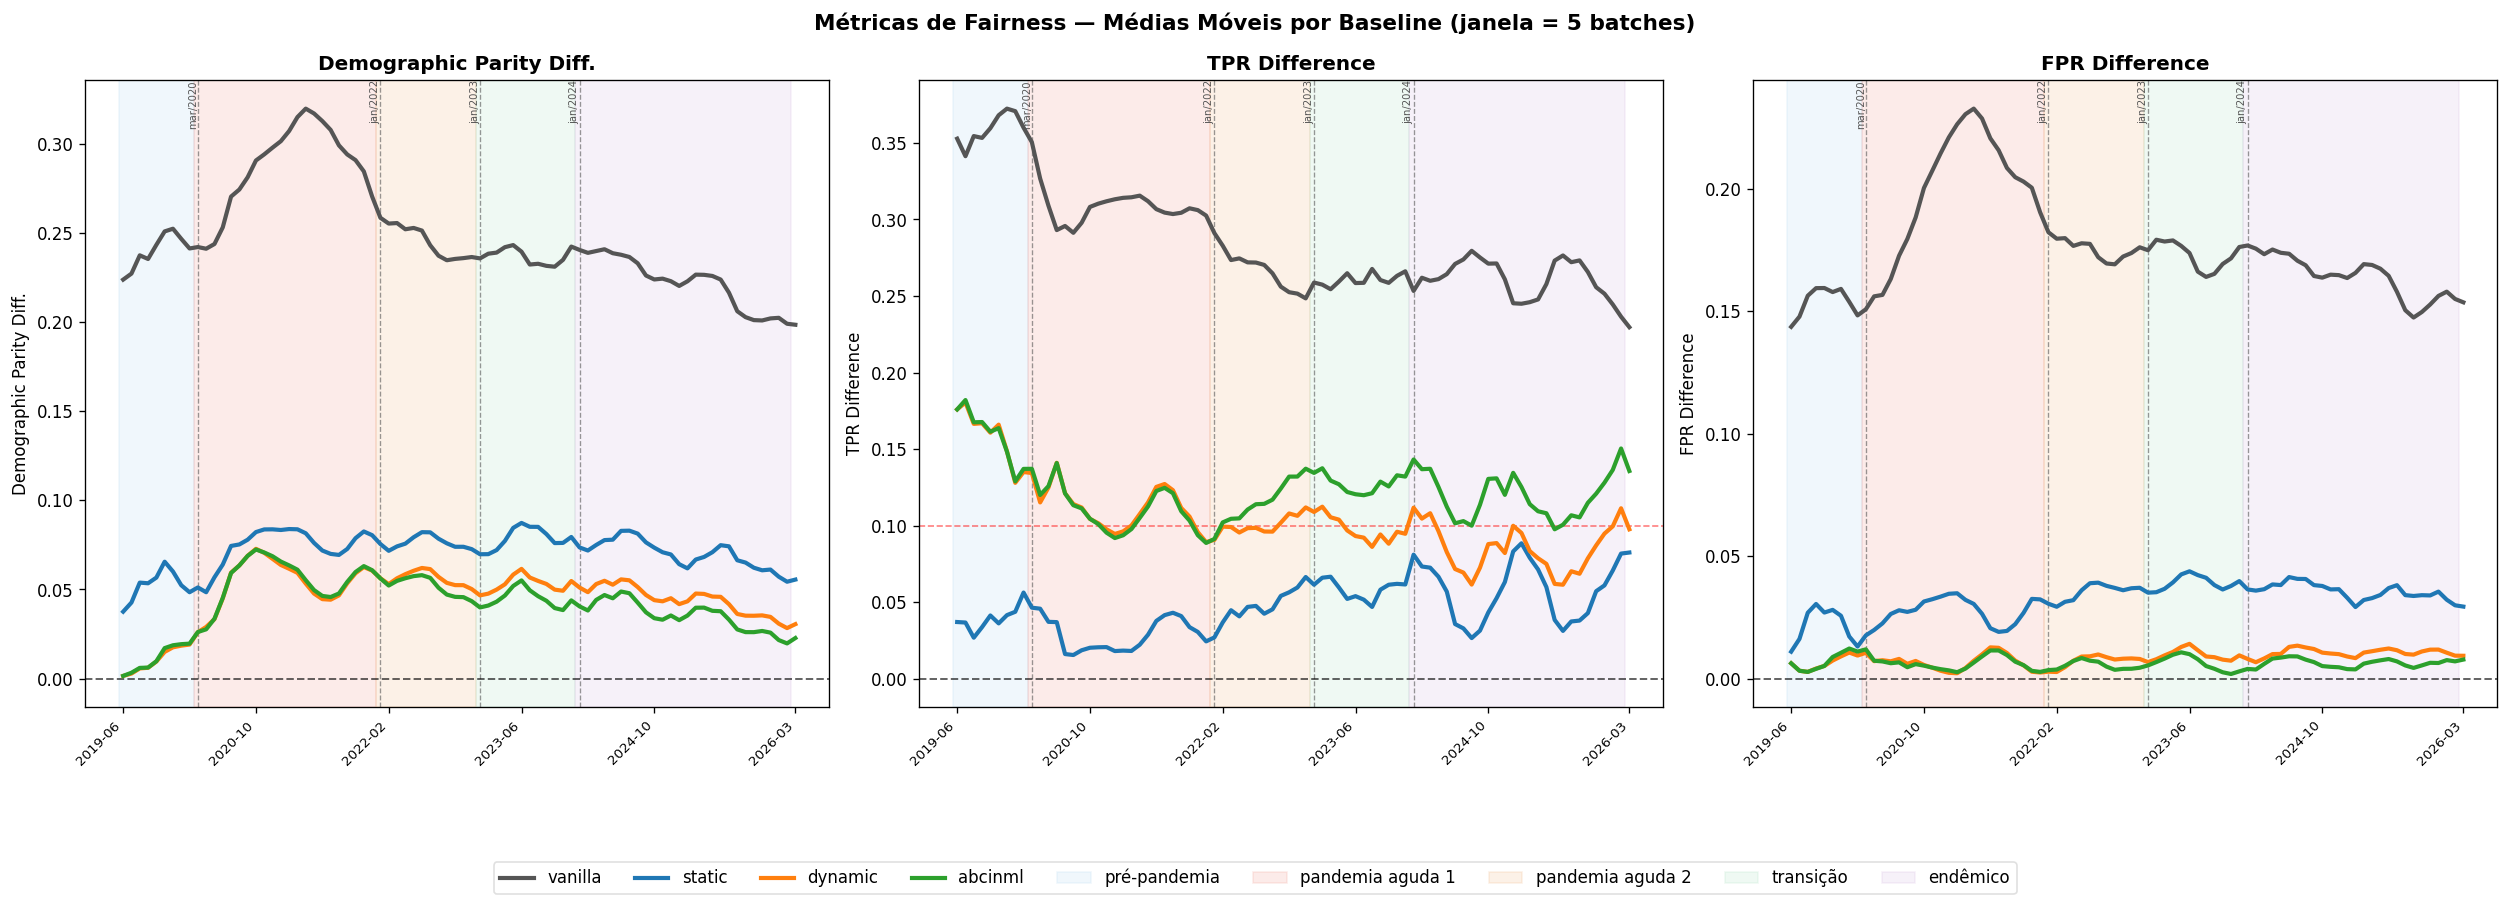 Métricas de Fairness — Médias Móveis por Baseline (janela = 5 batches)
Demographic Parity Diff.
Demographic Parity Diff.
0.30
0.25
0.20
0.15
0.10
0.05
0.00
mar/2020
jan/2022
jan/2023
jan/2024
2019-06
2020-10
2022-02
2023-06
2024-10
2026-03
TPR Difference
TPR Difference
0.35
0.30
0.25
0.20
0.15
0.10
0.05
0.00
mar/2020
jan/2022
jan/2023
jan/2024
2019-06
2020-10
2022-02
2023-06
2024-10
2026-03
FPR Difference
FPR Difference
0.20
0.15
0.10
0.05
0.00
mar/2020
jan/2022
jan/2023
jan/2024
2019-06
2020-10
2022-02
2023-06
2024-10
2026-03
vanilla static dynamic abcinml pré-pandemia pandemia aguda 1 pandemia aguda 2 transição endêmico